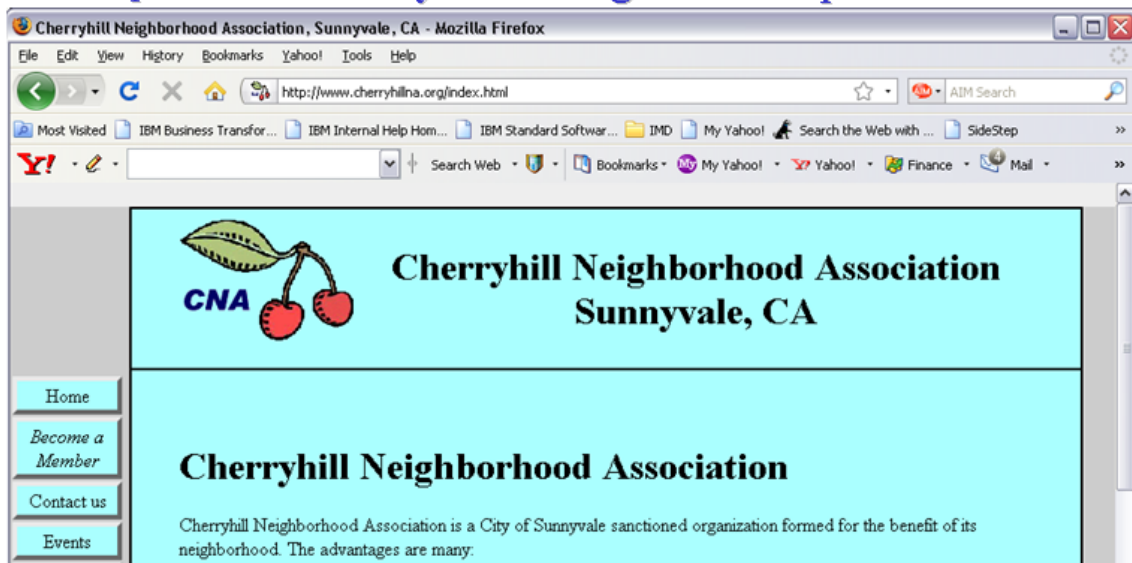 Cherryhill Neighborhood Association, Sunnyvale, CA - Mozilla Firefox
File Edit View History Bookmarks Yahoo! Tools Help
http://www.cherryhillna.org/index.html AIM Search
Most Visited IBM Business Transfor... IBM Internal Help Hom... IBM Standard Softwar... IMD My Yahoo! Search the Web with ... SideStep »
Y! Search Web Bookmarks My My Yahoo! Y! Yahoo! Finance 4 Mail »
CNA
Cherryhill Neighborhood Association
Sunnyvale, CA
Home
Become a
Member
Contact us
Events
Cherryhill Neighborhood Association
Cherryhill Neighborhood Association is a City of Sunnyvale sanctioned organization formed for the benefit of its
neighborhood. The advantages are many: